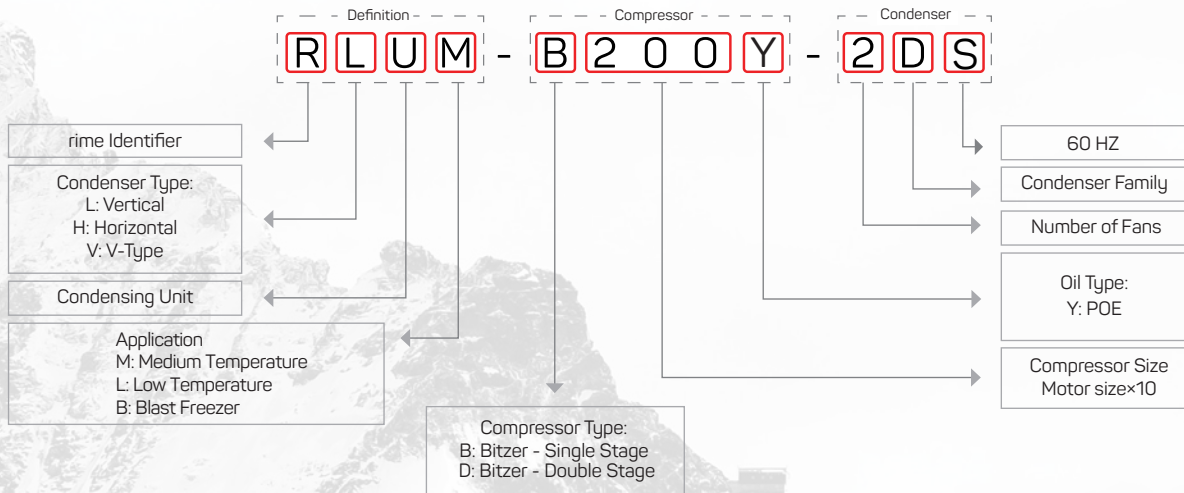 Definition
Compressor
Condenser
R L U M - B 2 0 0 Y - 2 D S
rime Identifier
Condenser Type:
L: Vertical
H: Horizontal
V: V-Type
Condensing Unit
Application
M: Medium Temperature
L: Low Temperature
B: Blast Freezer
Compressor Type:
B: Bitzer - Single Stage
D: Bitzer - Double Stage
60 HZ
Condenser Family
Number of Fans
Oil Type:
Y: POE
Compressor Size
Motor size×10